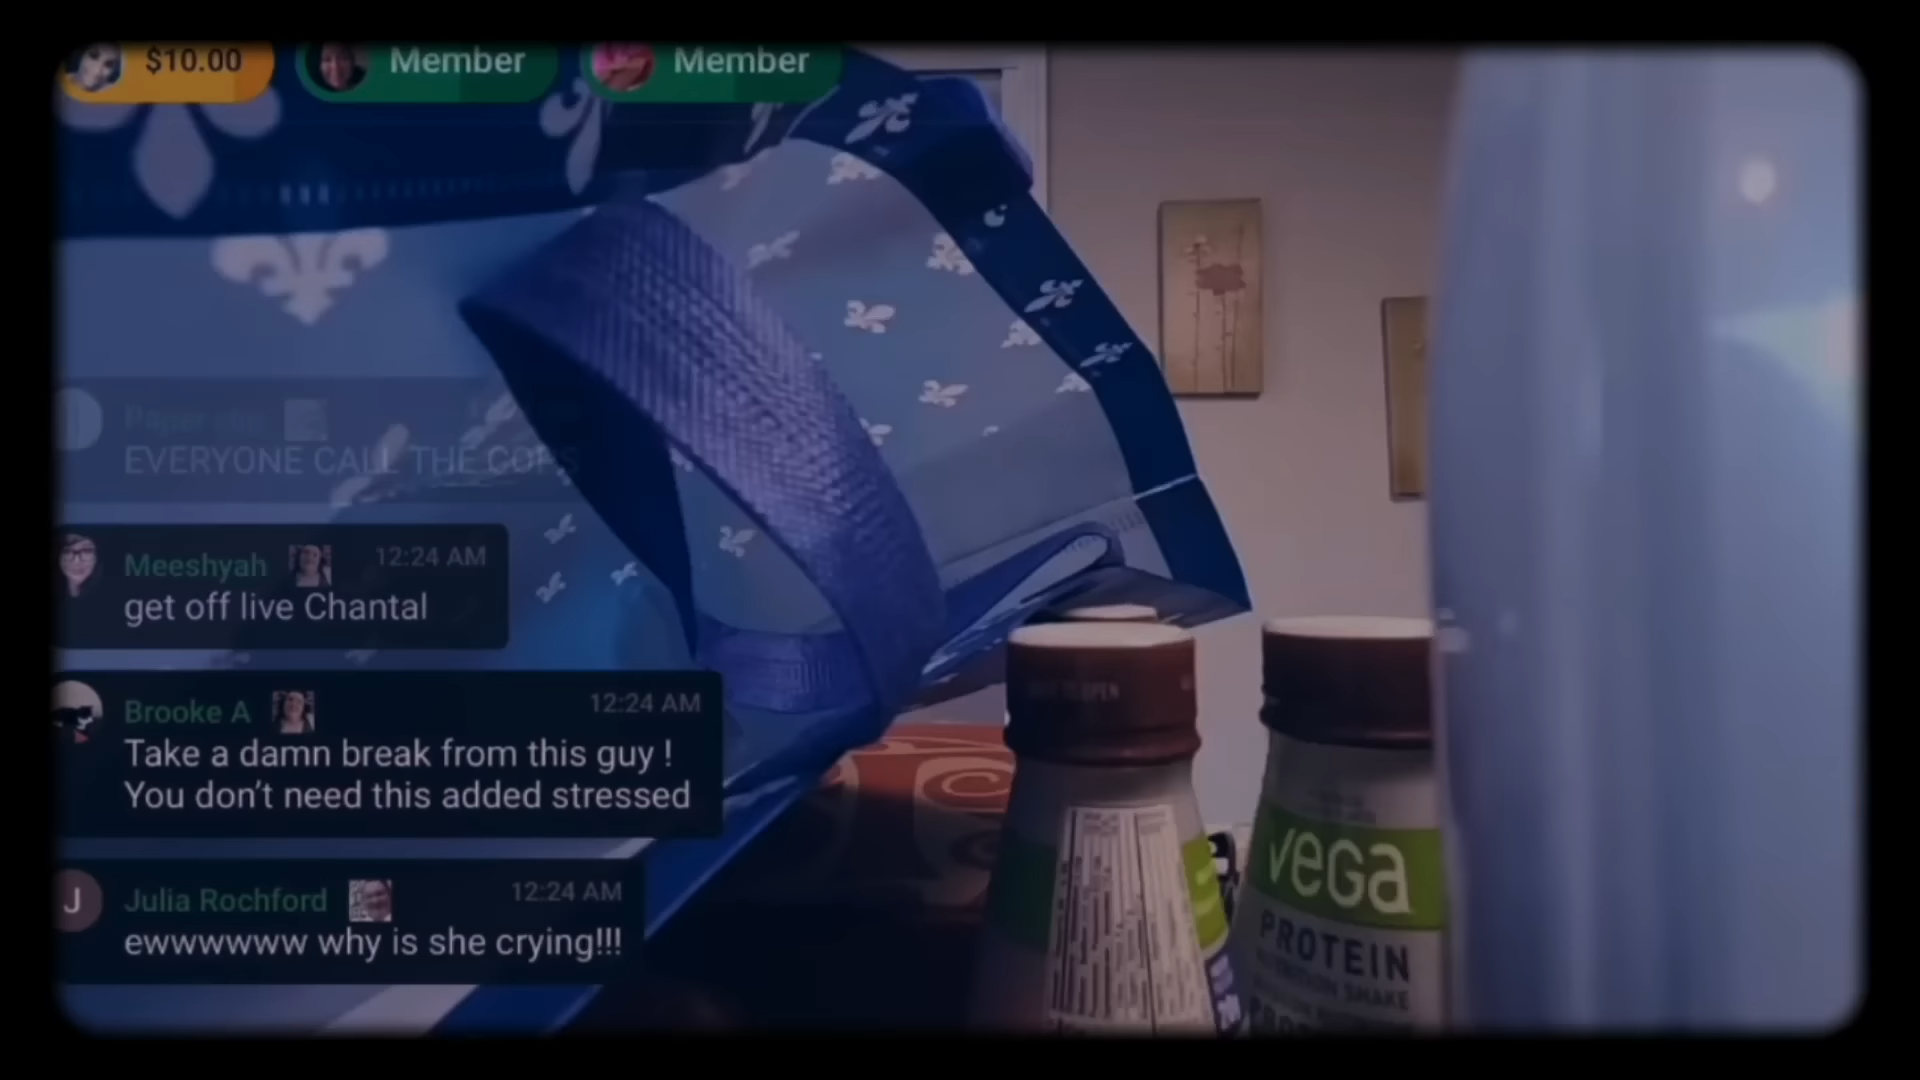 $10.00
Member
Member
EVERYONE CALL THE COPS
Meeshyah 12:24 AM
get off live Chantal
Brooke A 12:24 AM
Take a damn break from this guy !
You don't need this added stressed
J
Julia Rochford 12:24 AM
ewwwwww why is she crying!!!
vega
PROTEIN
SHAKE